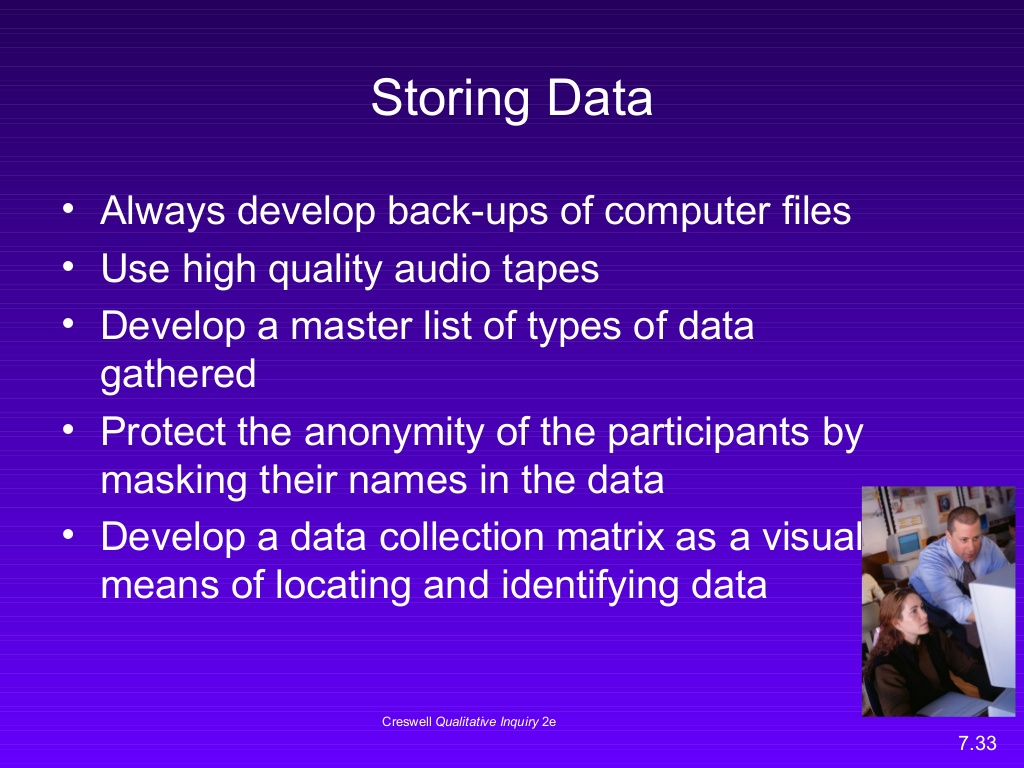 Storing Data
• Always develop back-ups of computer files
• Use high quality audio tapes
• Develop a master list of types of data
gathered
• Protect the anonymity of the participants by
masking their names in the data
• Develop a data collection matrix as a visual
means of locating and identifying data
Creswell Qualitative Inquiry 2e
7.33